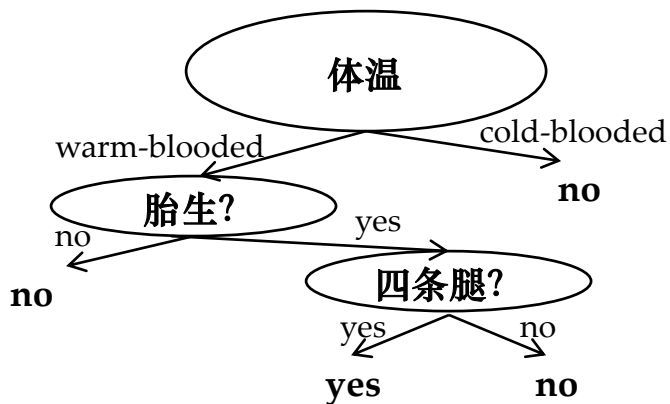 体温
warm-blooded
cold-blooded
no
胎生?
no
yes
no
四条腿?
yes
no
yes
no